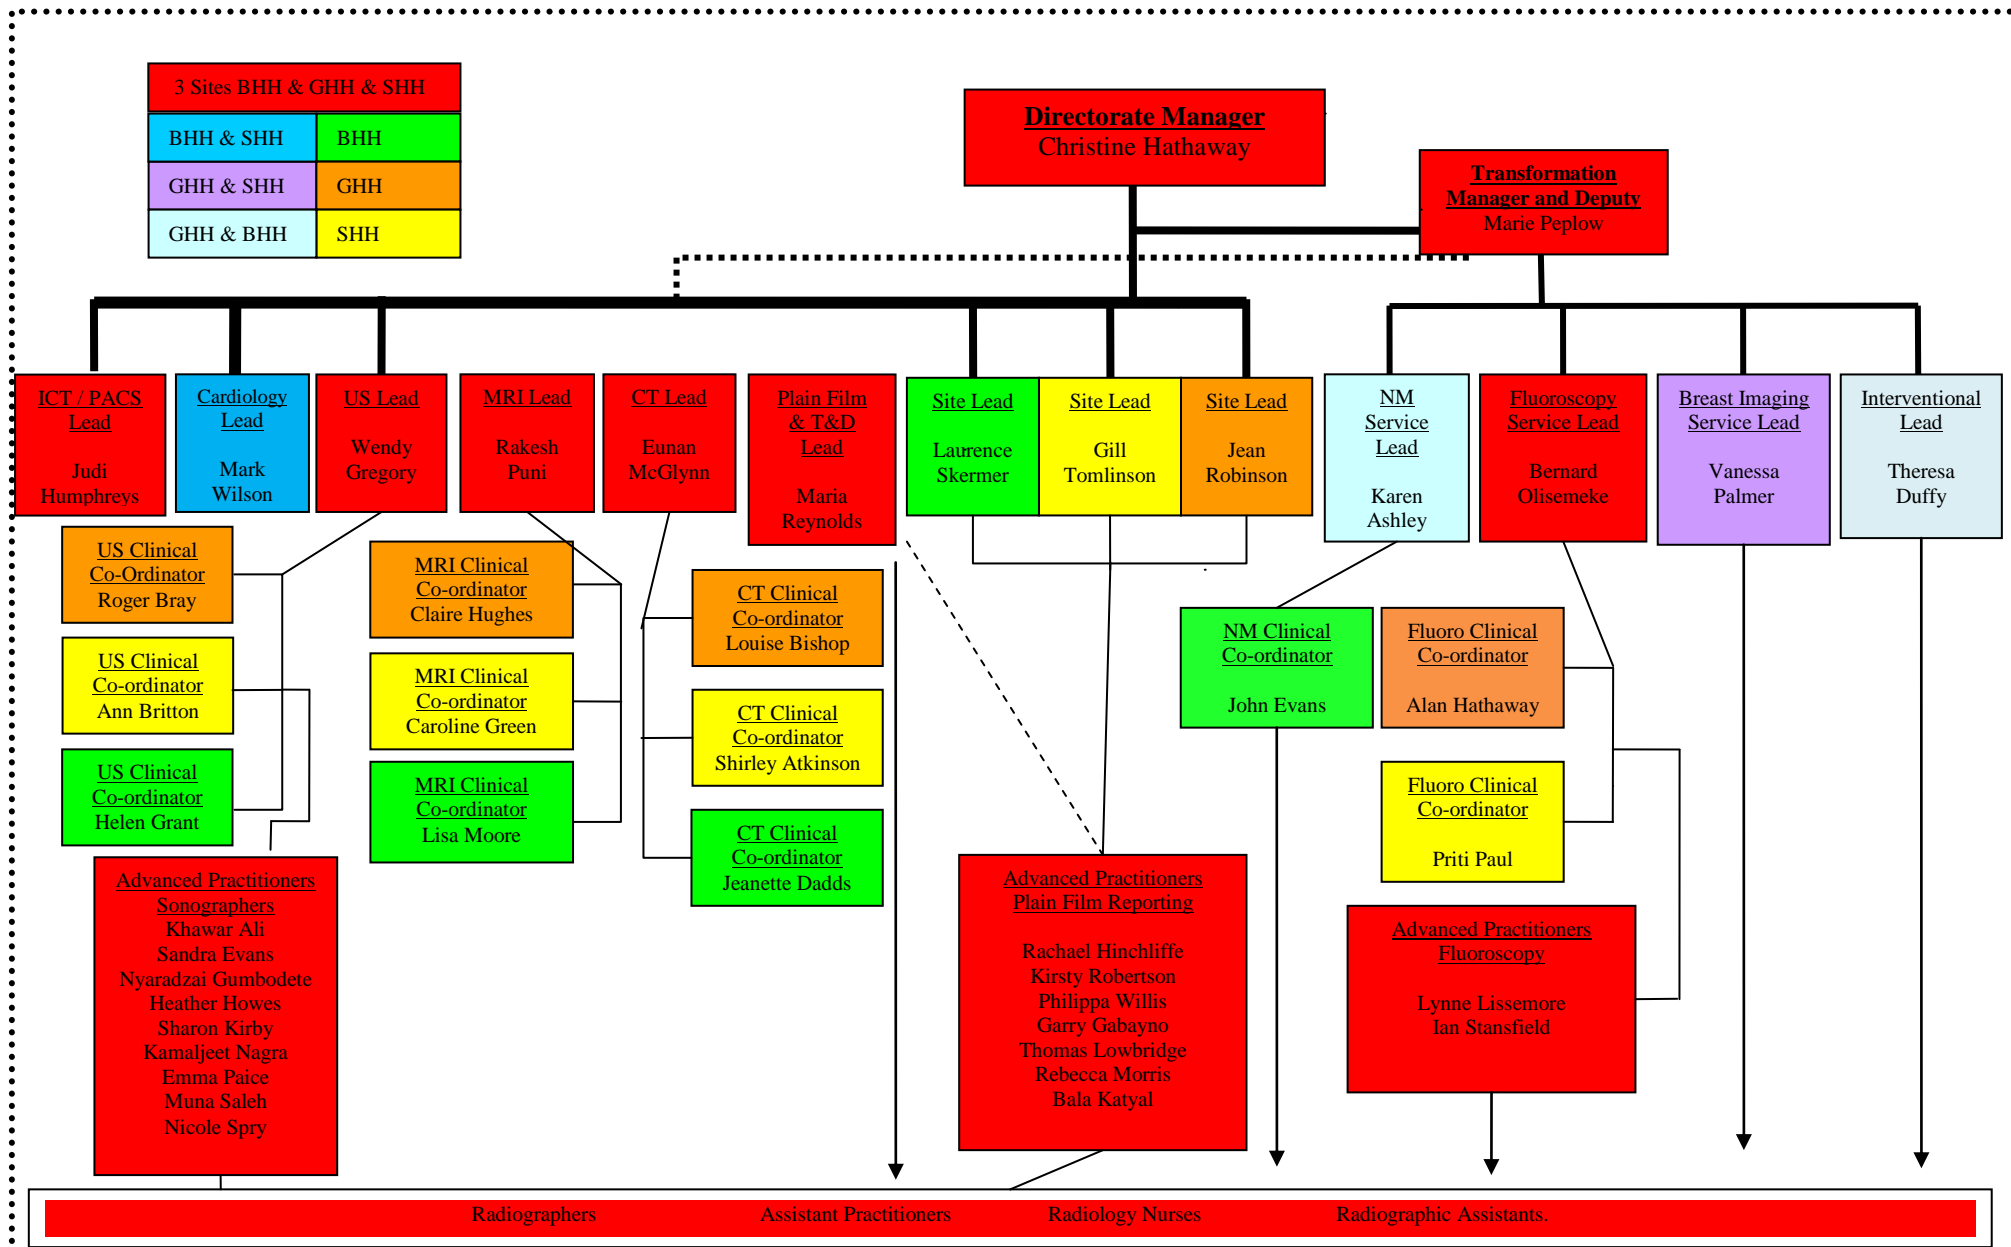 3 Sites BHH & GHH & SHH
BHH & SHH
BHH
GHH & SHH
GHH
GHH & BHH
SHH
Directorate Manager
Christine Hathaway
Transformation
Manager and Deputy
Marie Peplow
ICT / PACS
Lead
Judi
Humphreys
Cardiology
Lead
Mark
Wilson
US Lead
Wendy
Gregory
MRI Lead
Rakesh
Puni
CT Lead
Eunan
McGlynn
Plain Film
& T&D
Lead
Maria
Reynolds
Site Lead
Laurence
Skermer
Site Lead
Gill
Tomlinson
Site Lead
Jean
Robinson
NM
Service
Lead
Karen
Ashley
Fluoroscopy
Service Lead
Bernard
Olisemeke
Breast Imaging
Service Lead
Vanessa
Palmer
Interventional
Lead
Theresa
Duffy
US Clinical
Co-Ordinator
Roger Bray
US Clinical
Co-ordinator
Ann Britton
US Clinical
Co-ordinator
Helen Grant
MRI Clinical
Co-ordinator
Claire Hughes
MRI Clinical
Co-ordinator
Caroline Green
MRI Clinical
Co-ordinator
Lisa Moore
CT Clinical
Co-ordinator
Louise Bishop
CT Clinical
Co-ordinator
Shirley Atkinson
CT Clinical
Co-ordinator
Jeanette Dadds
NM Clinical
Co-ordinator
John Evans
Fluoro Clinical
Co-ordinator
Alan Hathaway
Fluoro Clinical
Co-ordinator
Priti Paul
Advanced Practitioners
Sonographers
Khawar Ali
Sandra Evans
Nyaradzai Gumbodete
Heather Howes
Sharon Kirby
Kamaljeet Nagra
Emma Paice
Muna Saleh
Nicole Spry
Advanced Practitioners
Plain Film Reporting
Rachael Hinchliffe
Kirsty Robertson
Philippa Willis
Garry Gabayno
Thomas Lowbridge
Rebecca Morris
Bala Katyal
Advanced Practitioners
Fluoroscopy
Lynne Lissemore
Ian Stansfield
Radiographers Assistant Practitioners Radiology Nurses Radiographic Assistants.